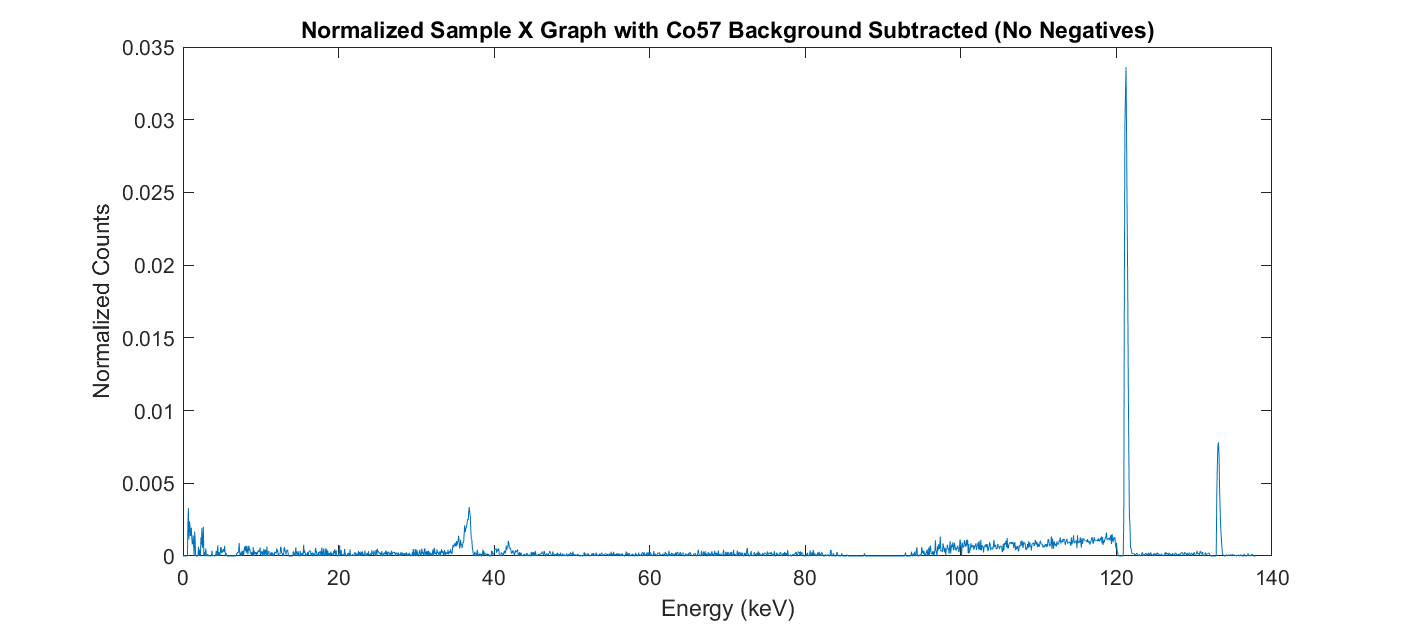 Normalized Sample X Graph with Co57 Background Subtracted (No Negatives)
0.035
0.03
0.025
0.02
0.015
0.01
0.005
0
Normalized Counts
0 20 40 60 80 100 120 140
Energy (keV)